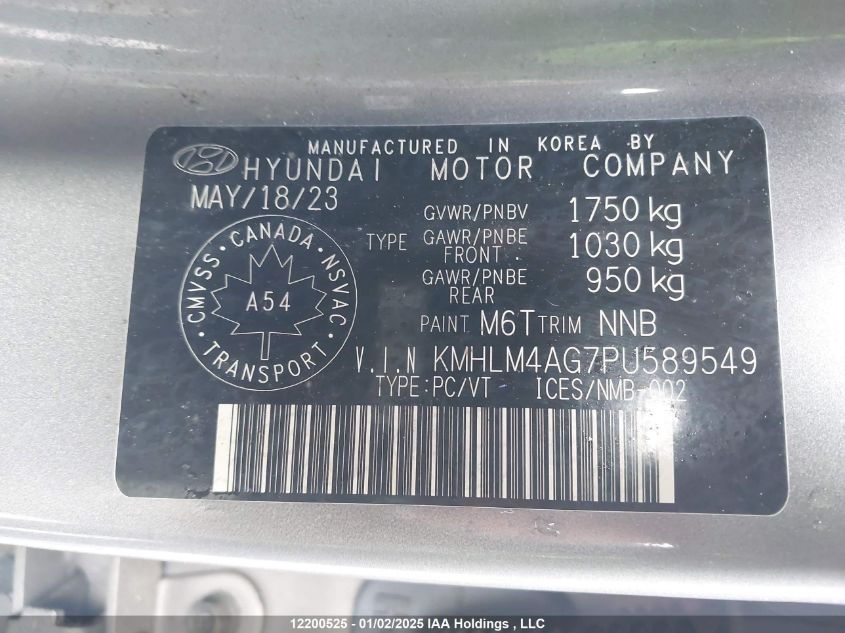 MANUFACTURED IN KOREA BY
HYUNDAI MOTOR COMPANY
MAY/18/23
GVWR/PNBV 1750 kg
TYPE GAWR/PNBE FRONT 1030 kg
GAWR/PNBE REAR 950 kg
CANADA
CMVSS NSVAC
A54
TRANSPORT
PAINT M6T TRIM NNB
V.I.N KMHLM4AG7PU589549
TYPE:PC/VT ICES/NMB-002
12200525 - 01/02/2025 IAA Holdings , LLC